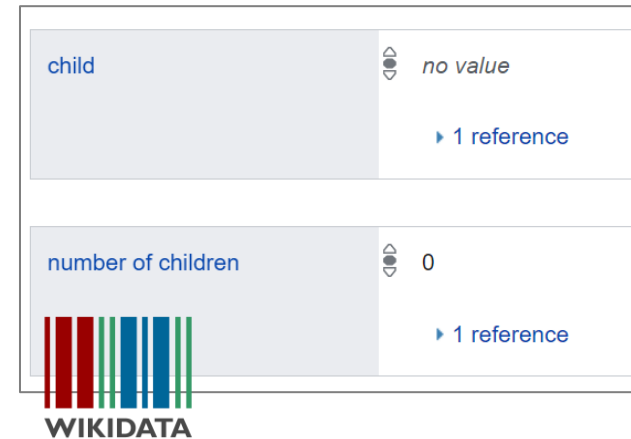 child
no value
1 reference
number of children
0
1 reference
WIKIDATA